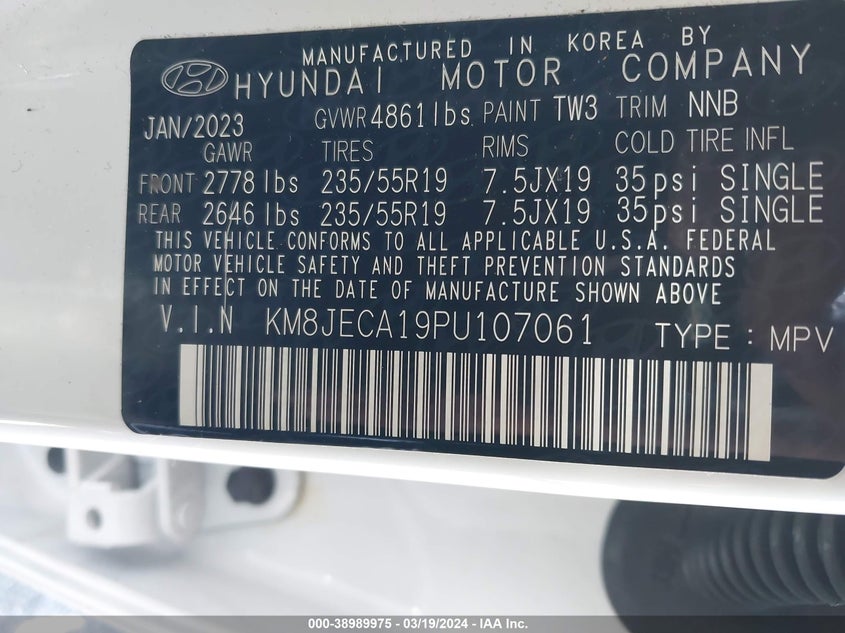 MANUFACTURED IN KOREA BY
HYUNDAI MOTOR COMPANY
JAN/2023 GVWR 4861lbs PAINT TW3 TRIM NNB
GAWR TIRES RIMS COLD TIRE INFL
FRONT 2778 lbs 235/55R19 7.5JX19 35psi SINGLE
REAR 2646 lbs 235/55R19 7.5JX19 35psi SINGLE
THIS VEHICLE CONFORMS TO ALL APPLICABLE U.S.A. FEDERAL
MOTOR VEHICLE SAFETY AND THEFT PREVENTION STANDARDS
IN EFFECT ON THE DATE OF MANUFACTURE SHOWN ABOVE
V.I.N KM8JECA19PU107061 TYPE : MPV
000-38989975 - 03/19/2024 - IAA Inc.